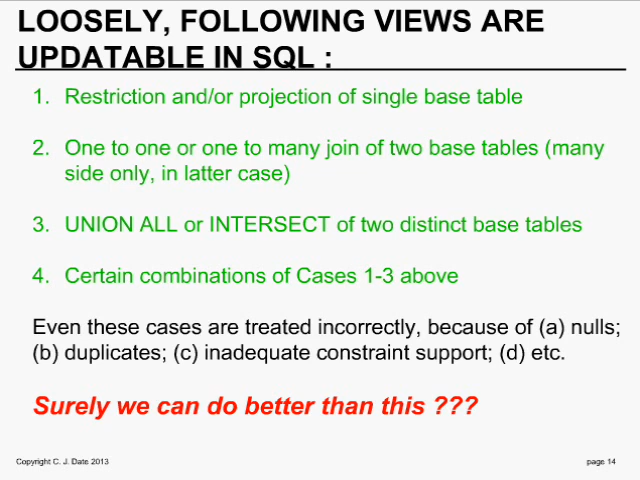 LOOSELY, FOLLOWING VIEWS ARE
UPDATABLE IN SQL :
1. Restriction and/or projection of single base table
2. One to one or one to many join of two base tables (many
side only, in latter case)
3. UNION ALL or INTERSECT of two distinct base tables
4. Certain combinations of Cases 1-3 above
Even these cases are treated incorrectly, because of (a) nulls;
(b) duplicates; (c) inadequate constraint support; (d) etc.
Surely we can do better than this ???
Copyright C. J. Date 2013
page 14